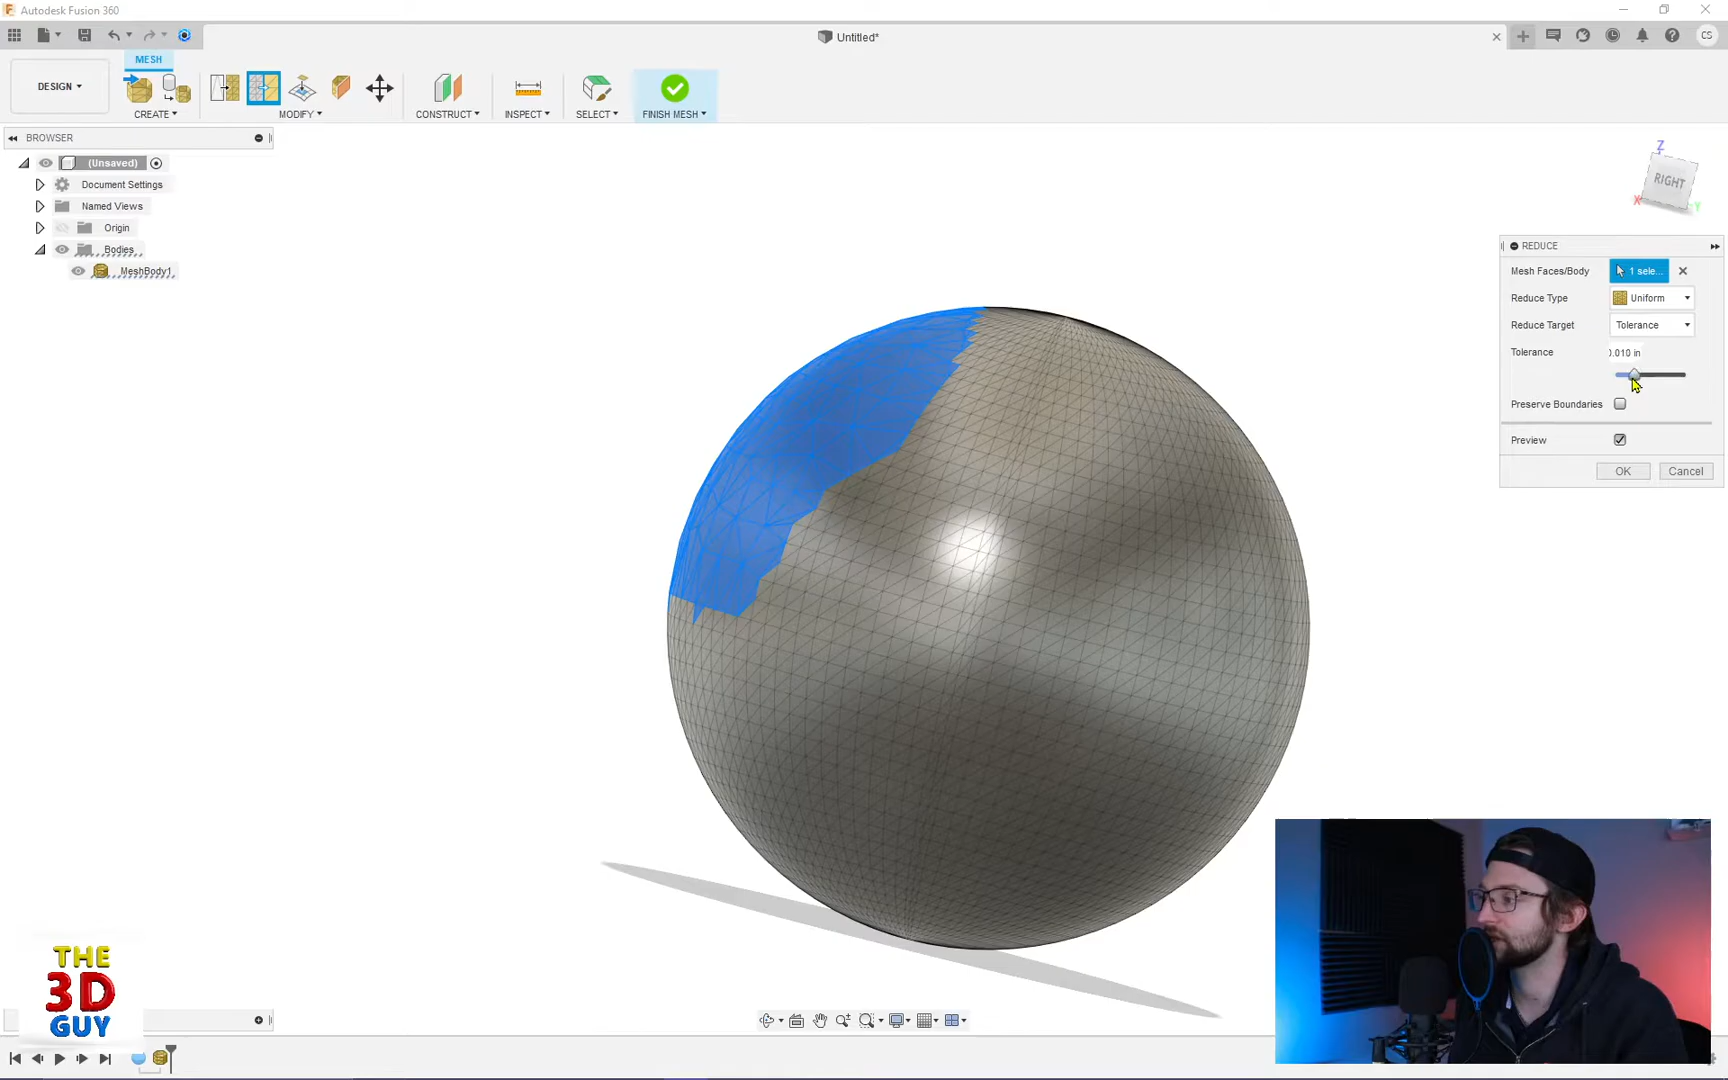 Autodesk Fusion 360
Untitled*
CS
MESH
DESIGN
CREATE
MODIFY
CONSTRUCT
INSPECT
SELECT
FINISH MESH
BROWSER
(Unsaved)
Document Settings
Named Views
Origin
Bodies
MeshBody1
Z
RIGHT
X
Y
REDUCE
Mesh Faces/Body 1 sele...
Reduce Type Uniform
Reduce Target Tolerance
Tolerance 0.010 in
Preserve Boundaries
Preview
OK Cancel
THE
3D
GUY